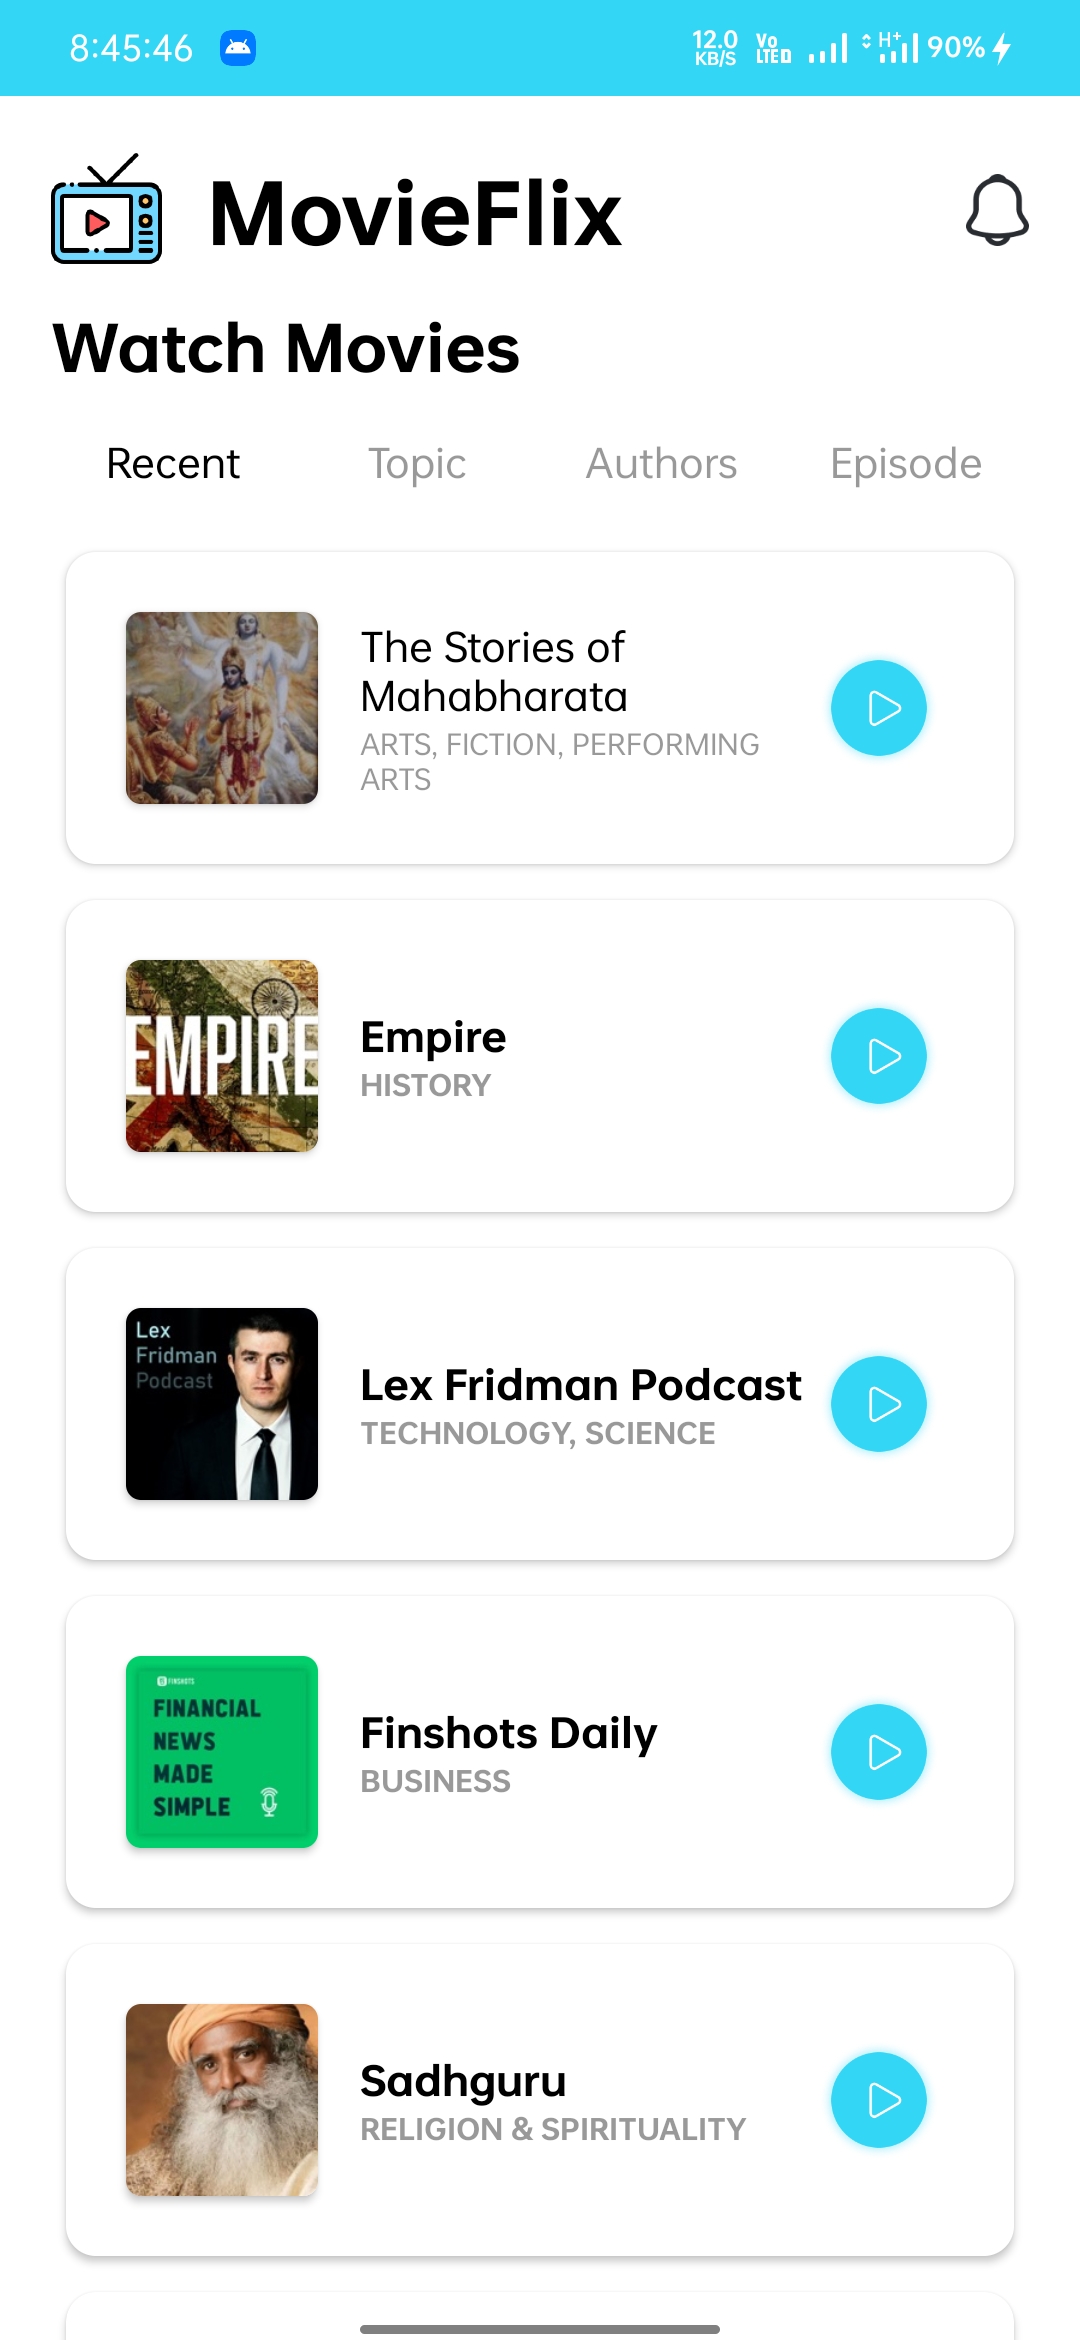 8:45:46
12.0
KB/S
Vo
LTE D
H+
90%
MovieFlix
Watch Movies
Recent
Topic
Authors
Episode
The Stories of
Mahabharata
ARTS, FICTION, PERFORMING
ARTS
EMPIRE
Empire
HISTORY
Lex
Fridman
Podcast
Lex Fridman Podcast
TECHNOLOGY, SCIENCE
FINSHOTS
FINANCIAL
NEWS
MADE
SIMPLE
Finshots Daily
BUSINESS
Sadhguru
RELIGION & SPIRITUALITY